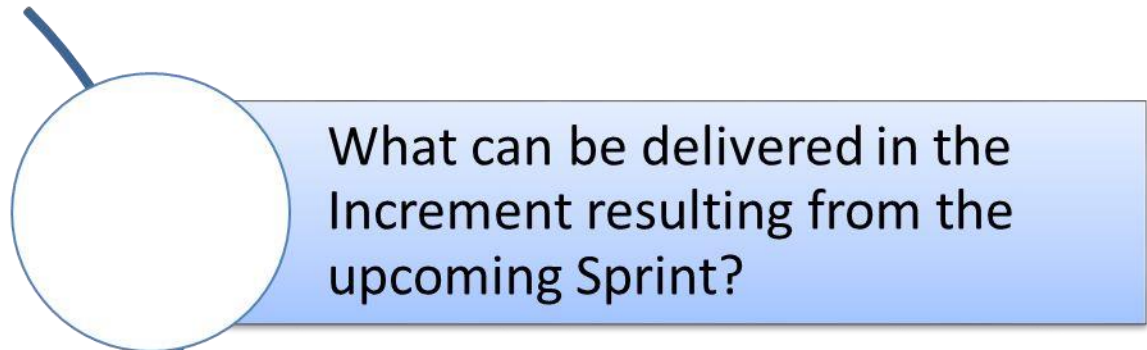 What can be delivered in the
Increment resulting from the
upcoming Sprint?